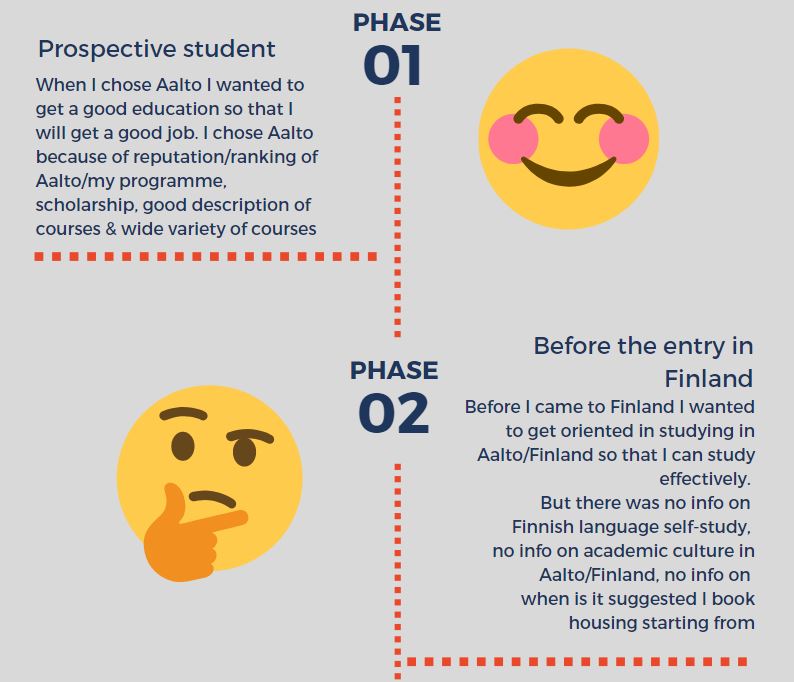 PHASE
01
Prospective student
When I chose Aalto I wanted to
get a good education so that I
will get a good job. I chose Aalto
because of reputation/ranking of
Aalto/my programme,
scholarship, good description of
courses & wide variety of courses
PHASE
02
Before the entry in
Finland
Before I came to Finland I wanted
to get oriented in studying in
Aalto/Finland so that I can study
effectively.
But there was no info on
Finnish language self-study,
no info on academic culture in
Aalto/Finland, no info on
when is it suggested I book
housing starting from